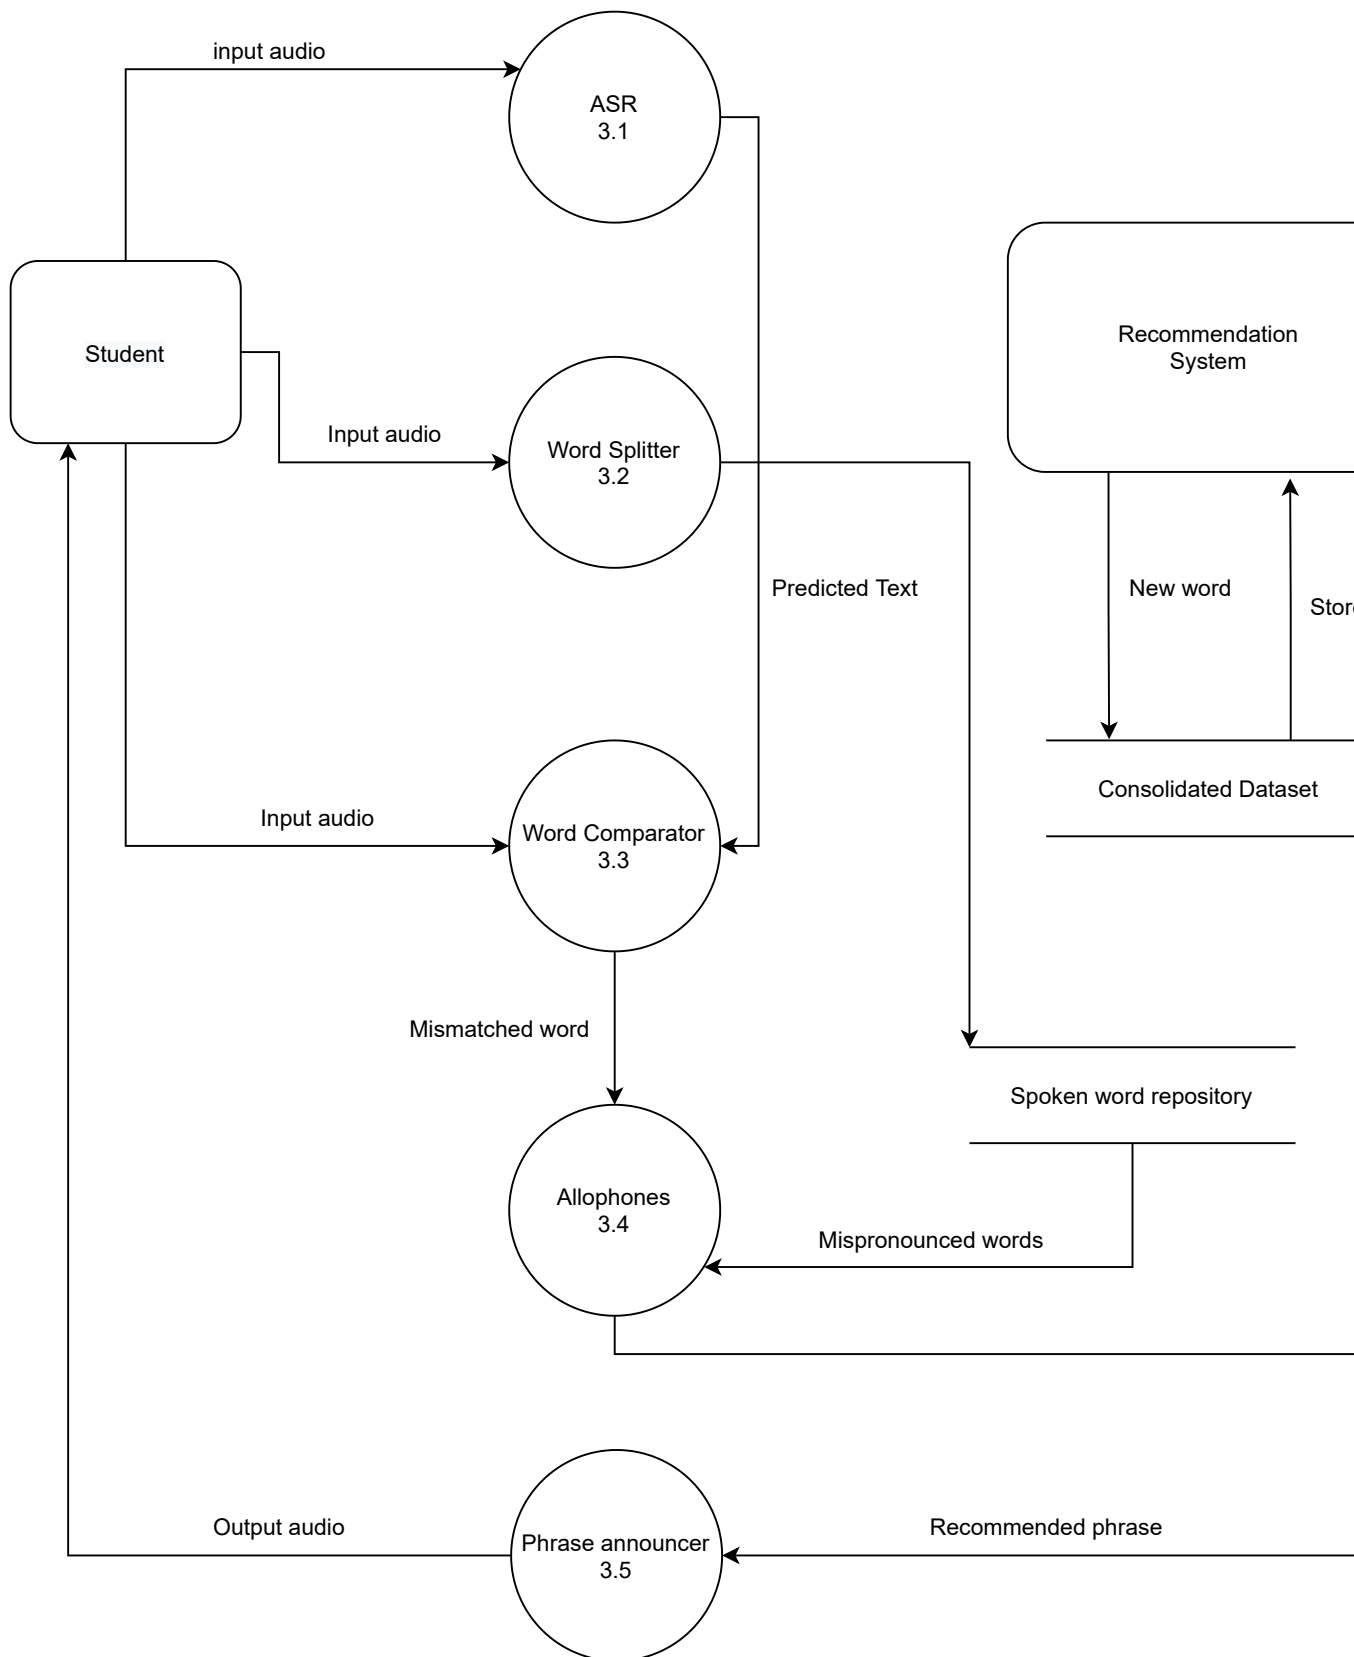 input audio
ASR
3.1
Student
Recommendation
System
Input audio
Word Splitter
3.2
Predicted Text
New word
Consolidated Dataset
Input audio
Word Comparator
3.3
Mismatched word
Spoken word repository
Allophones
3.4
Mispronounced words
Output audio
Phrase announcer
3.5
Recommended phrase